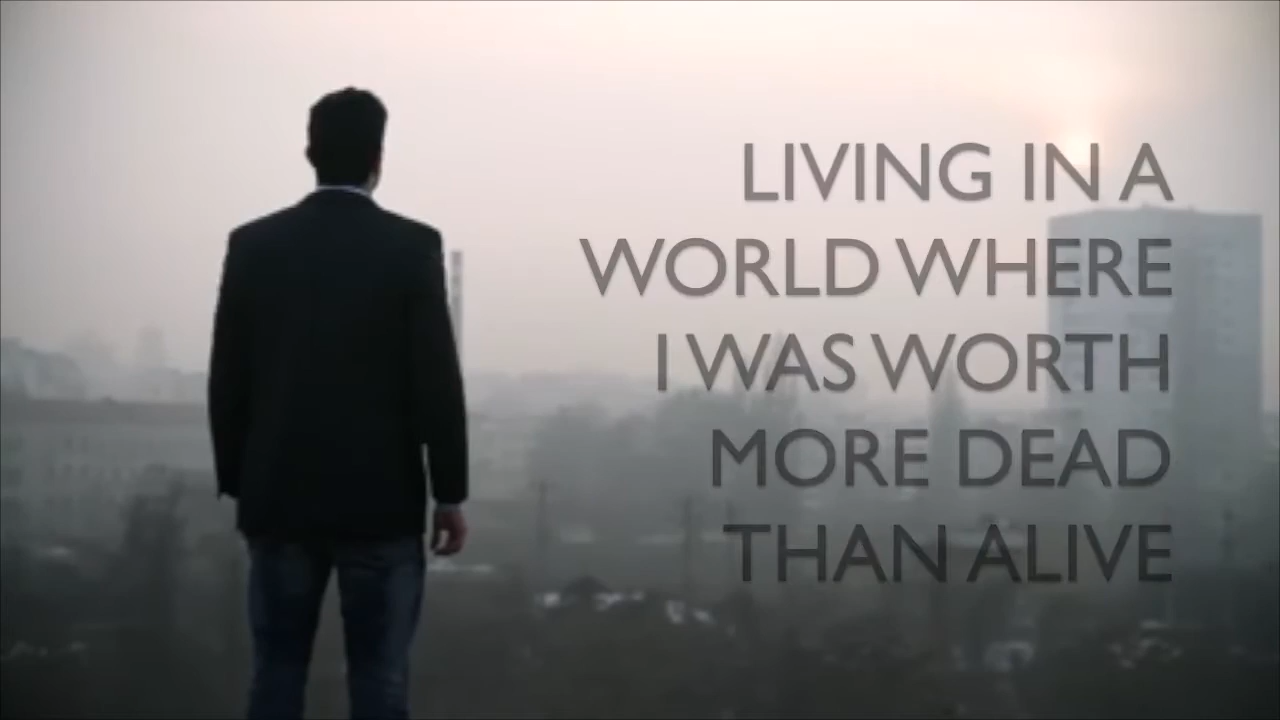 LIVING IN A
WORLD WHERE
I WAS WORTH
MORE DEAD
THAN ALIVE